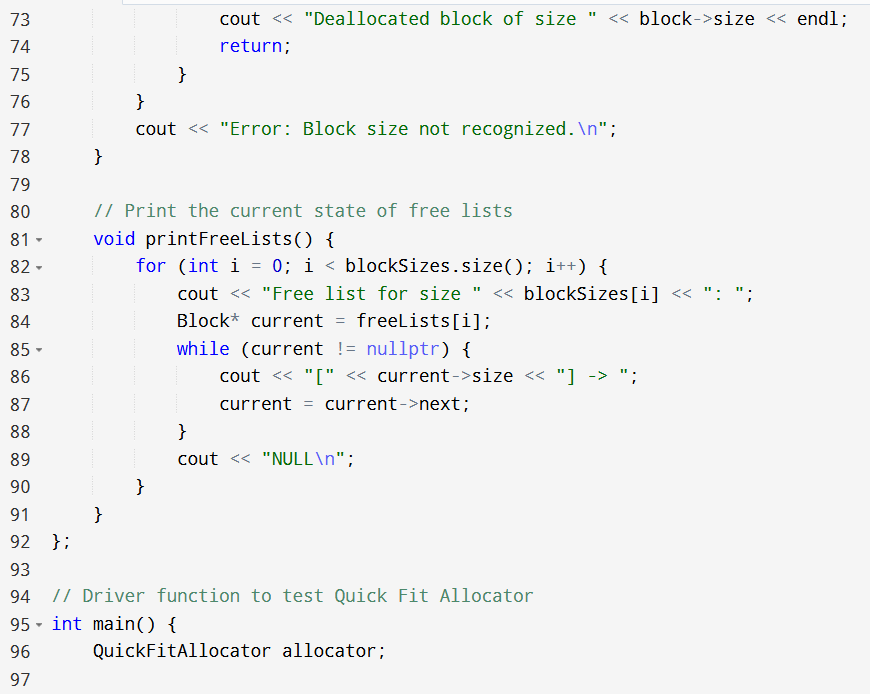 73 cout << "Deallocated block of size " << block->size << endl;
74 return;
75 }
76 }
77 cout << "Error: Block size not recognized.\n";
78 }
79
80 // Print the current state of free lists
81 void printFreeLists() {
82 for (int i = 0; i < blockSizes.size(); i++) {
83 cout << "Free list for size " << blockSizes[i] << ": ";
84 Block* current = freeLists[i];
85 while (current != nullptr) {
86 cout << "[" << current->size << "] -> ";
87 current = current->next;
88 }
89 cout << "NULL\n";
90 }
91 }
92 };
93
94 // Driver function to test Quick Fit Allocator
95 int main() {
96 QuickFitAllocator allocator;
97